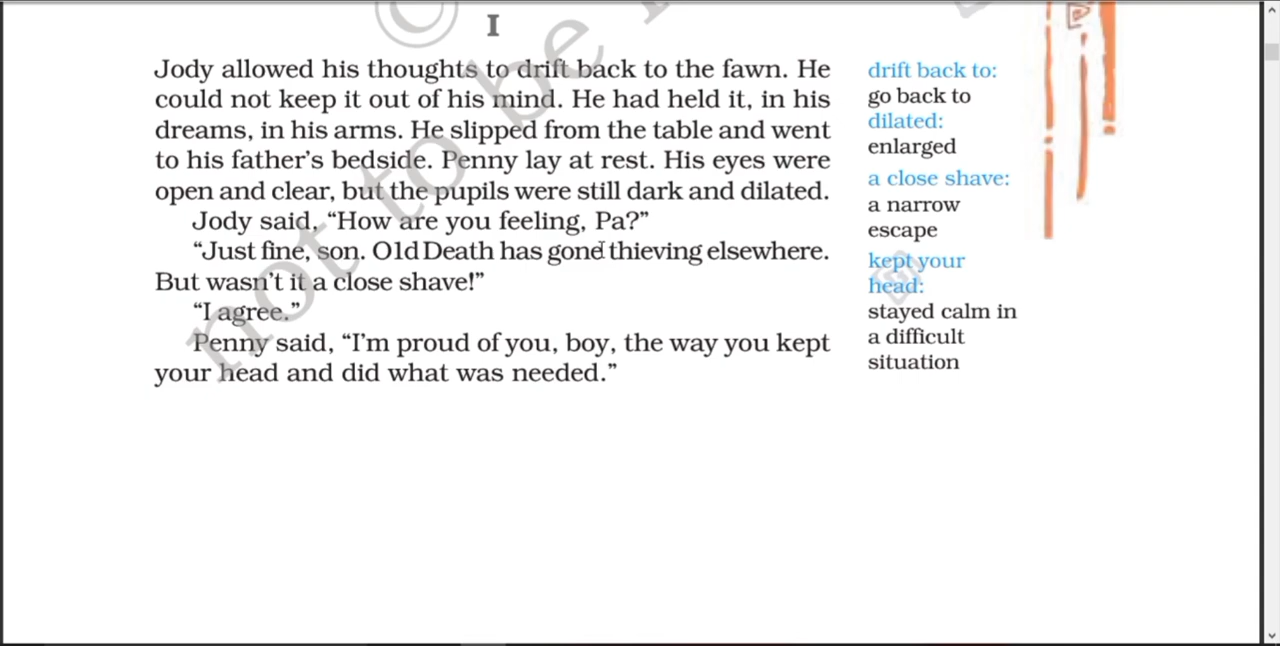 I
Jody allowed his thoughts to drift back to the fawn. He
could not keep it out of his mind. He had held it, in his
dreams, in his arms. He slipped from the table and went
to his father's bedside. Penny lay at rest. His eyes were
open and clear, but the pupils were still dark and dilated.
Jody said, “How are you feeling, Pa?”
“Just fine, son. Old Death has gone thieving elsewhere.
But wasn't it a close shave!”
“I agree.”
Penny said, “I'm proud of you, boy, the way you kept
your head and did what was needed.”
drift back to:
go back to
dilated:
enlarged
a close shave:
a narrow
escape
kept your
head:
stayed calm in
a difficult
situation
©
not to be